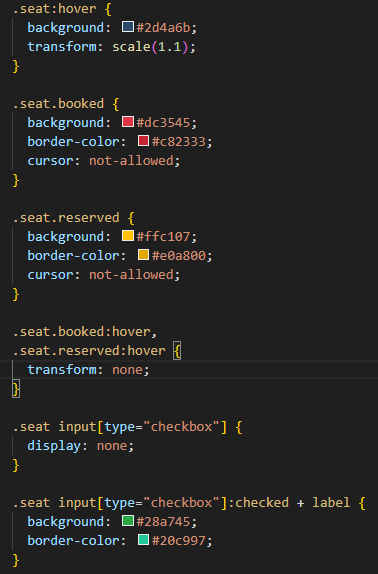 .seat:hover {
  background: #2d4a6b;
  transform: scale(1.1);
}

.seat.booked {
  background: #dc3545;
  border-color: #c82333;
  cursor: not-allowed;
}

.seat.reserved {
  background: #ffc107;
  border-color: #e0a800;
  cursor: not-allowed;
}

.seat.booked:hover,
.seat.reserved:hover {
  transform: none;
}

.seat input[type="checkbox"] {
  display: none;
}

.seat input[type="checkbox"]:checked + label {
  background: #28a745;
  border-color: #20c997;
}